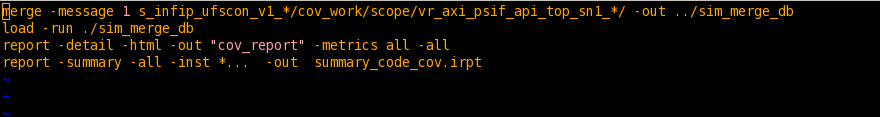 merge -message 1 s_infip_ufscon_v1_*/cov_work/scope/vr_axi_psif_api_top_sn1_*/ -out ../sim_merge_db
load -run ./sim_merge_db
report -detail -html -out "cov_report" -metrics all -all
report -summary -all -inst *... -out summary_code_cov.irpt
~
~
~